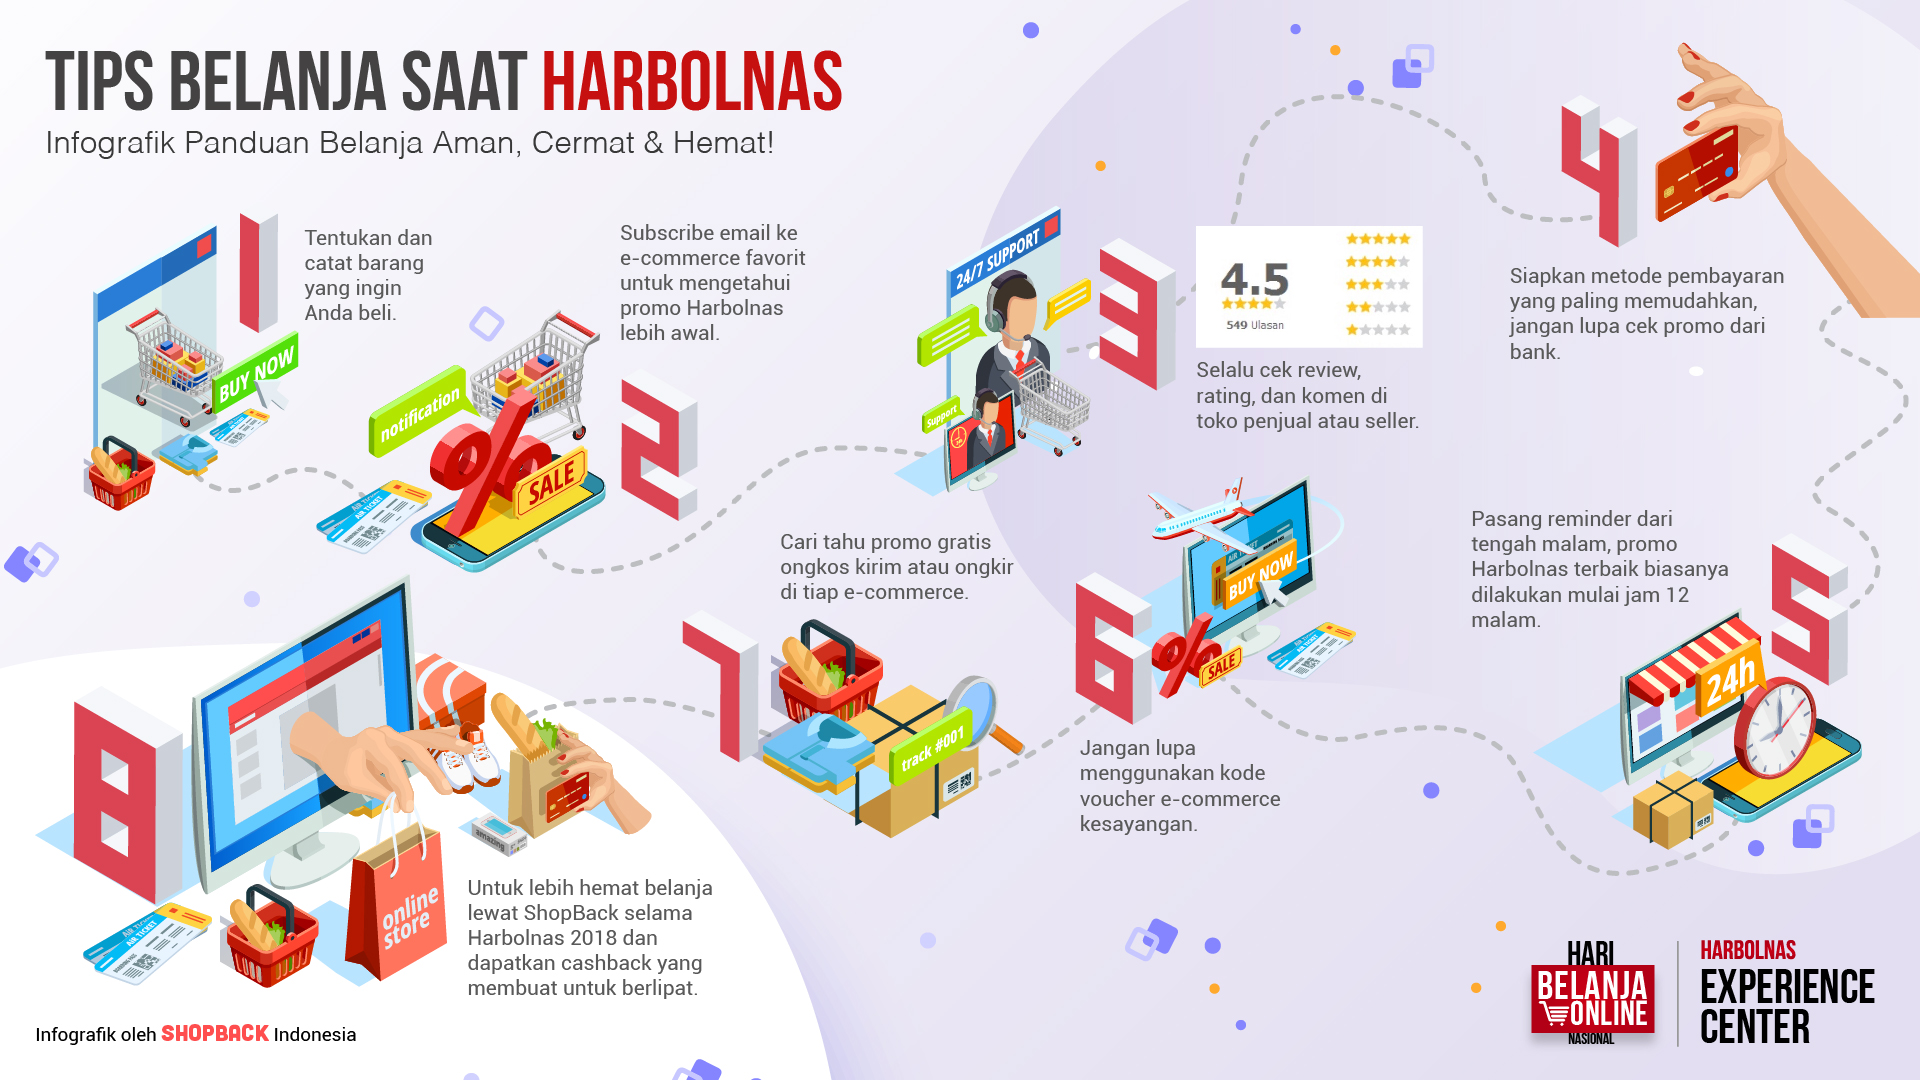 TIPS BELANJA SAAT HARBOLNAS
Infografik Panduan Belanja Aman, Cermat & Hemat!
1
Tentukan dan
catat barang
yang ingin
Anda beli.
BUY NOW
2
Subscribe email ke
e-commerce favorit
untuk mengetahui
promo Harbolnas
lebih awal.
notification
SALE
AIR TICKET
3
24/7 SUPPORT
Support
4.5
549 Ulasan
Selalu cek review,
rating, dan komen di
toko penjual atau seller.
4
Siapkan metode pembayaran
yang paling memudahkan,
jangan lupa cek promo dari
bank.
5
Pasang reminder dari
tengah malam, promo
Harbolnas terbaik biasanya
dilakukan mulai jam 12
malam.
24h
6
BUY NOW
SALE
Jangan lupa
menggunakan kode
voucher e-commerce
kesayangan.
7
Cari tahu promo gratis
ongkos kirim atau ongkir
di tiap e-commerce.
track #001
8
amazing
online
store
AIR TICKET
Untuk lebih hemat belanja
lewat ShopBack selama
Harbolnas 2018 dan
dapatkan cashback yang
membuat untuk berlipat.
Infografik oleh SHOPBACK Indonesia
HARI
BELANJA
ONLINE
NASIONAL
HARBOLNAS
EXPERIENCE
CENTER